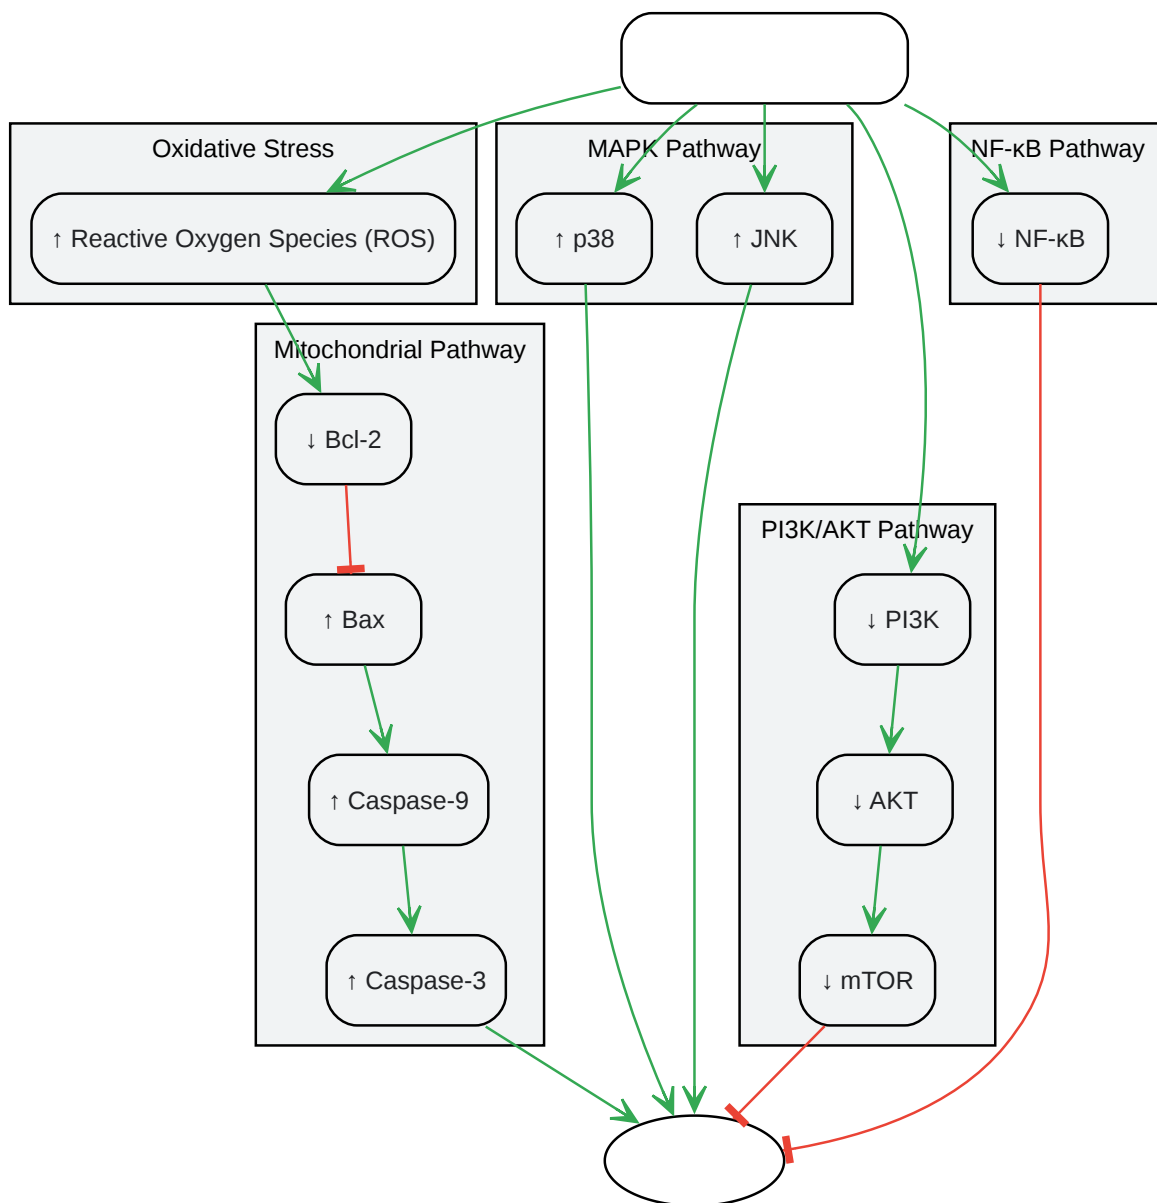 Oxidative Stress
MAPK Pathway
NF-κB Pathway
↑ Reactive Oxygen Species (ROS)
↑ p38
↑ JNK
↓ NF-κB
Mitochondrial Pathway
↓ Bcl-2
PI3K/AKT Pathway
↑ Bax
↓ PI3K
↑ Caspase-9
↓ AKT
↑ Caspase-3
↓ mTOR